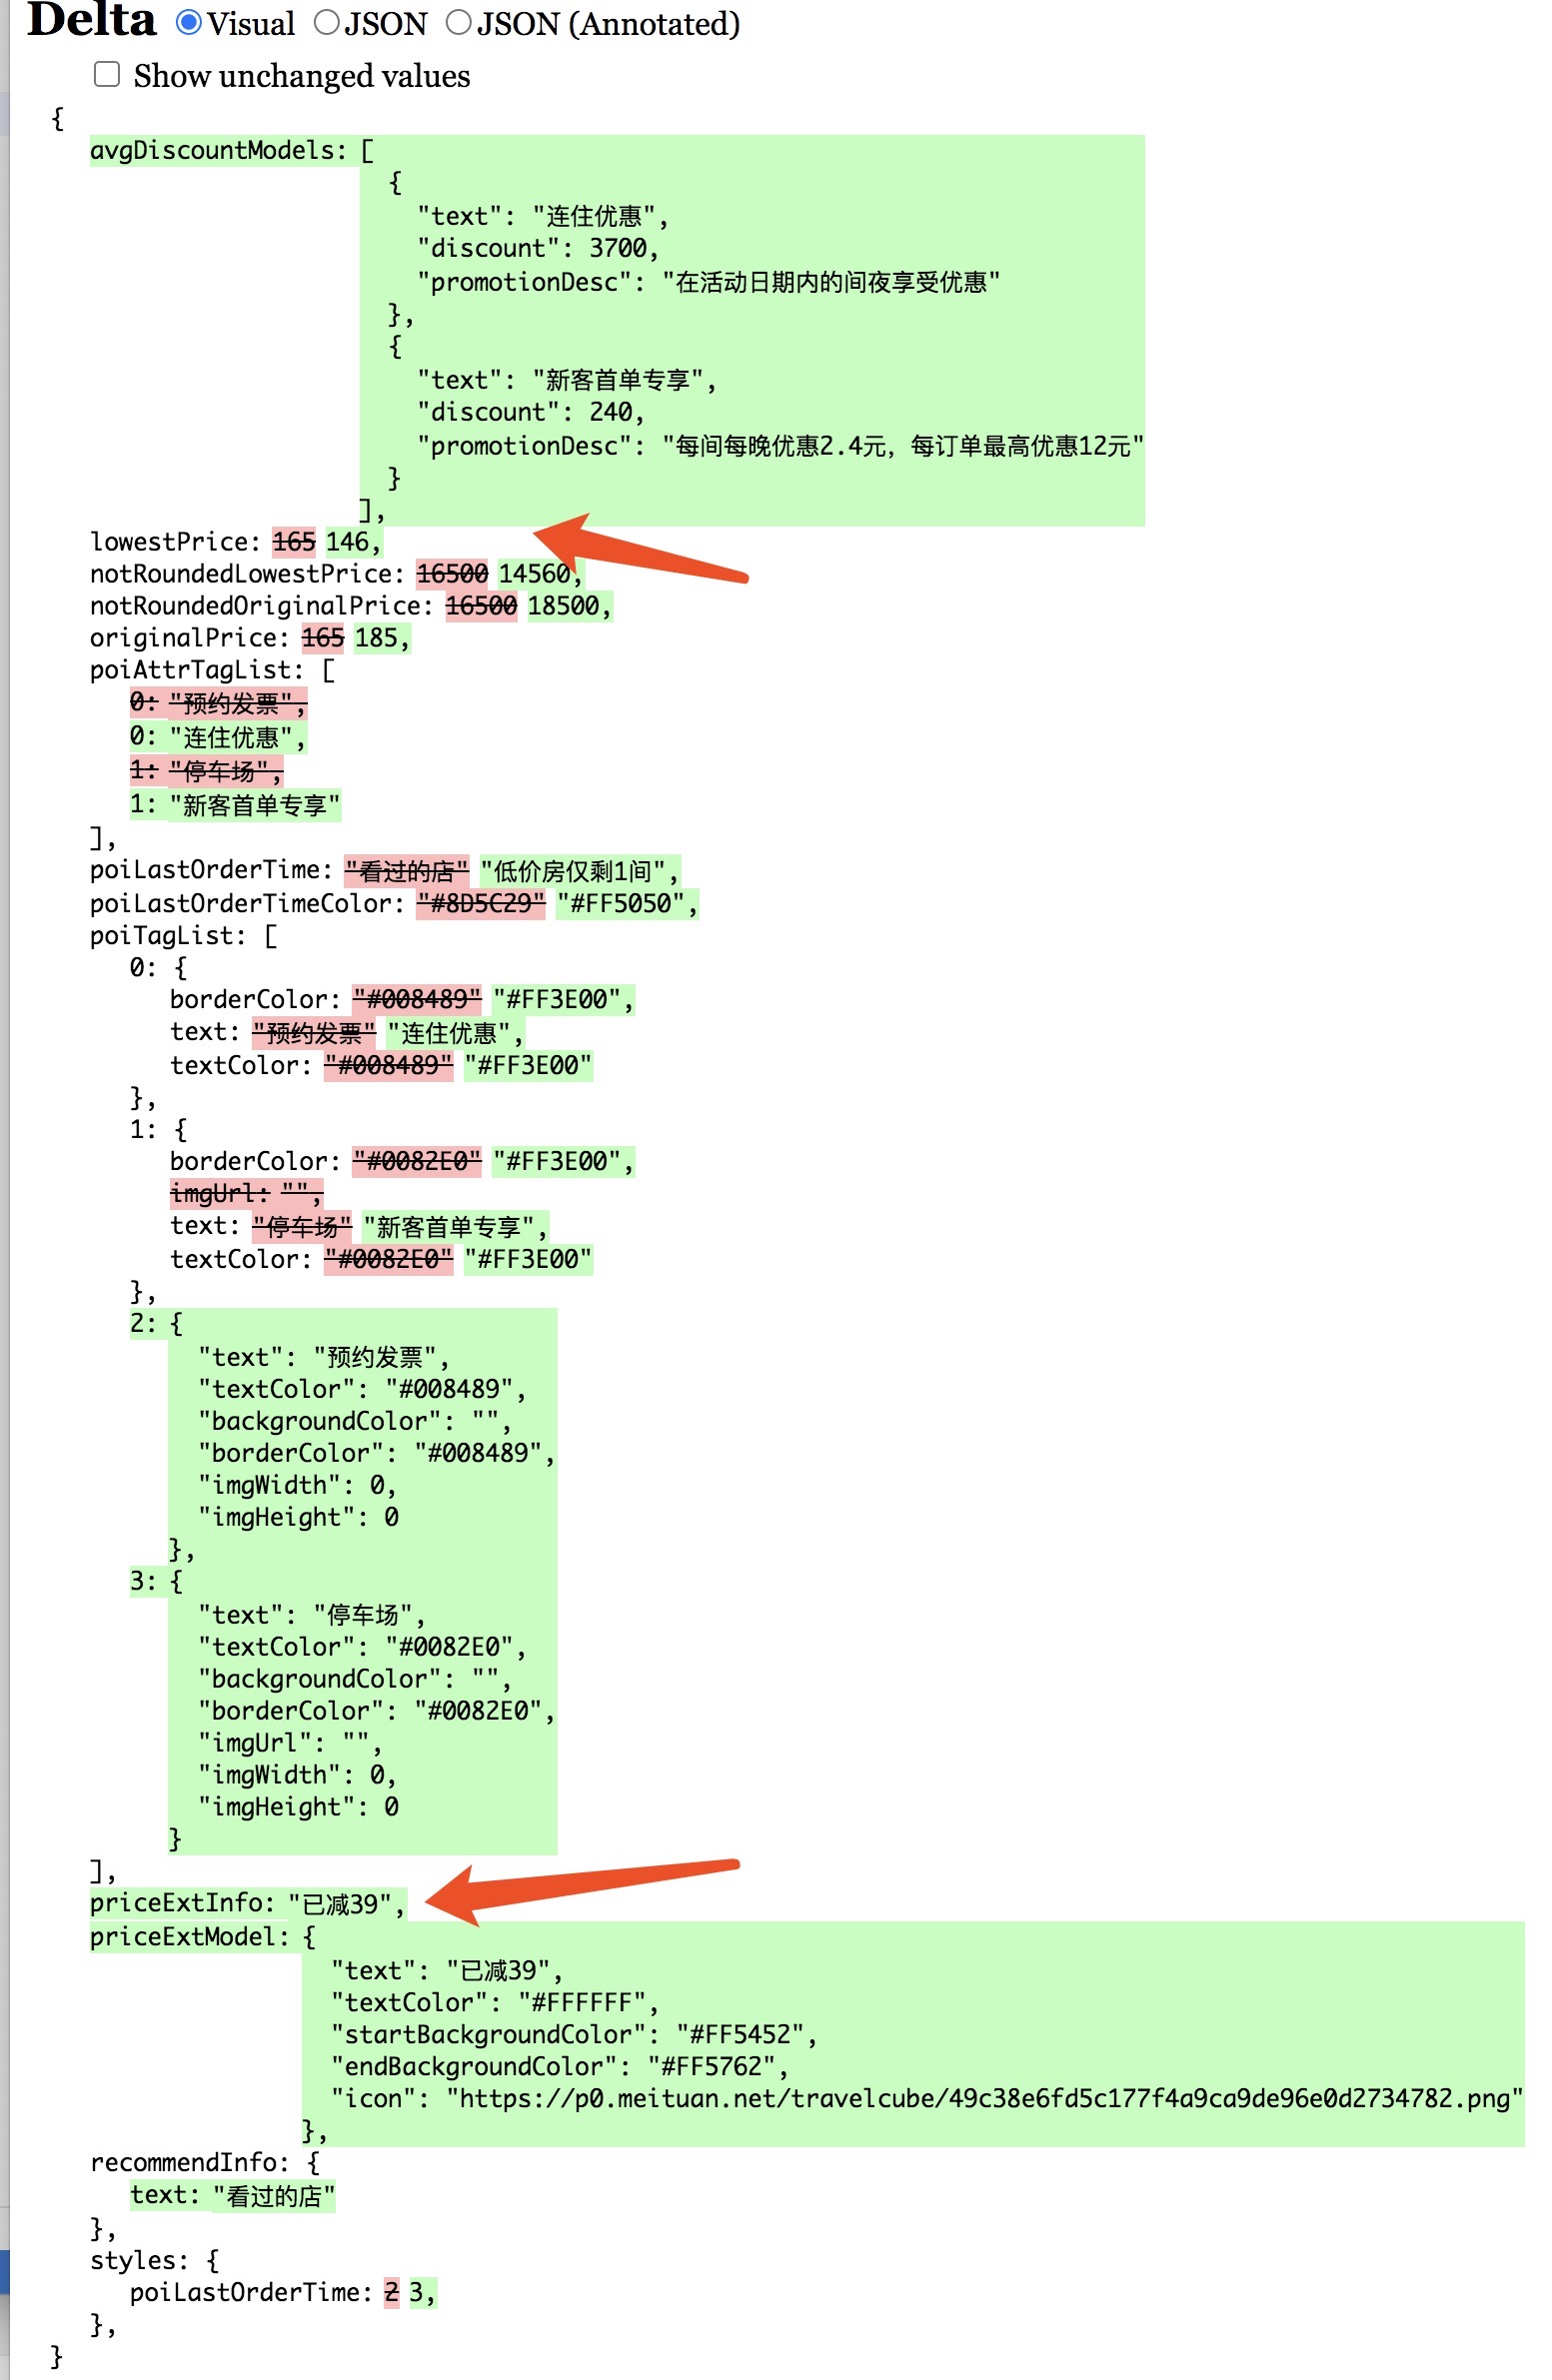 Delta Visual JSON JSON (Annotated)
Show unchanged values
{
avgDiscountModels: [
{
"text": "连住优惠",
"discount": 3700,
"promotionDesc": "在活动日期内的间夜享受优惠"
},
{
"text": "新客首单专享",
"discount": 240,
"promotionDesc": "每间每晚优惠2.4元，每订单最高优惠12元"
}
],
lowestPrice: 165 146,
notRoundedLowestPrice: 16500 14560,
notRoundedOriginalPrice: 16500 18500,
originalPrice: 165 185,
poiAttrTagList: [
0: "预约发票",
0: "连住优惠",
1: "停车场",
1: "新客首单专享"
],
poiLastOrderTime: "看过的店" "低价房仅剩1间",
poiLastOrderTimeColor: "#8D5C29" "#FF5050",
poiTagList: [
0: {
borderColor: "#008489" "#FF3E00",
text: "预约发票" "连住优惠",
textColor: "#008489" "#FF3E00"
},
1: {
borderColor: "#0082E0" "#FF3E00",
imgUrl: "",
text: "停车场" "新客首单专享",
textColor: "#0082E0" "#FF3E00"
},
2: {
"text": "预约发票",
"textColor": "#008489",
"backgroundColor": "",
"borderColor": "#008489",
"imgWidth": 0,
"imgHeight": 0
},
3: {
"text": "停车场",
"textColor": "#0082E0",
"backgroundColor": "",
"borderColor": "#0082E0",
"imgUrl": "",
"imgWidth": 0,
"imgHeight": 0
}
],
priceExtInfo: "已减39",
priceExtModel: {
"text": "已减39",
"textColor": "#FFFFFF",
"startBackgroundColor": "#FF5452",
"endBackgroundColor": "#FF5762",
"icon": "https://p0.meituan.net/travelcube/49c38e6fd5c177f4a9ca9de96e0d2734782.png"
},
recommendInfo: {
text: "看过的店"
},
styles: {
poiLastOrderTime: 2 3,
},
}